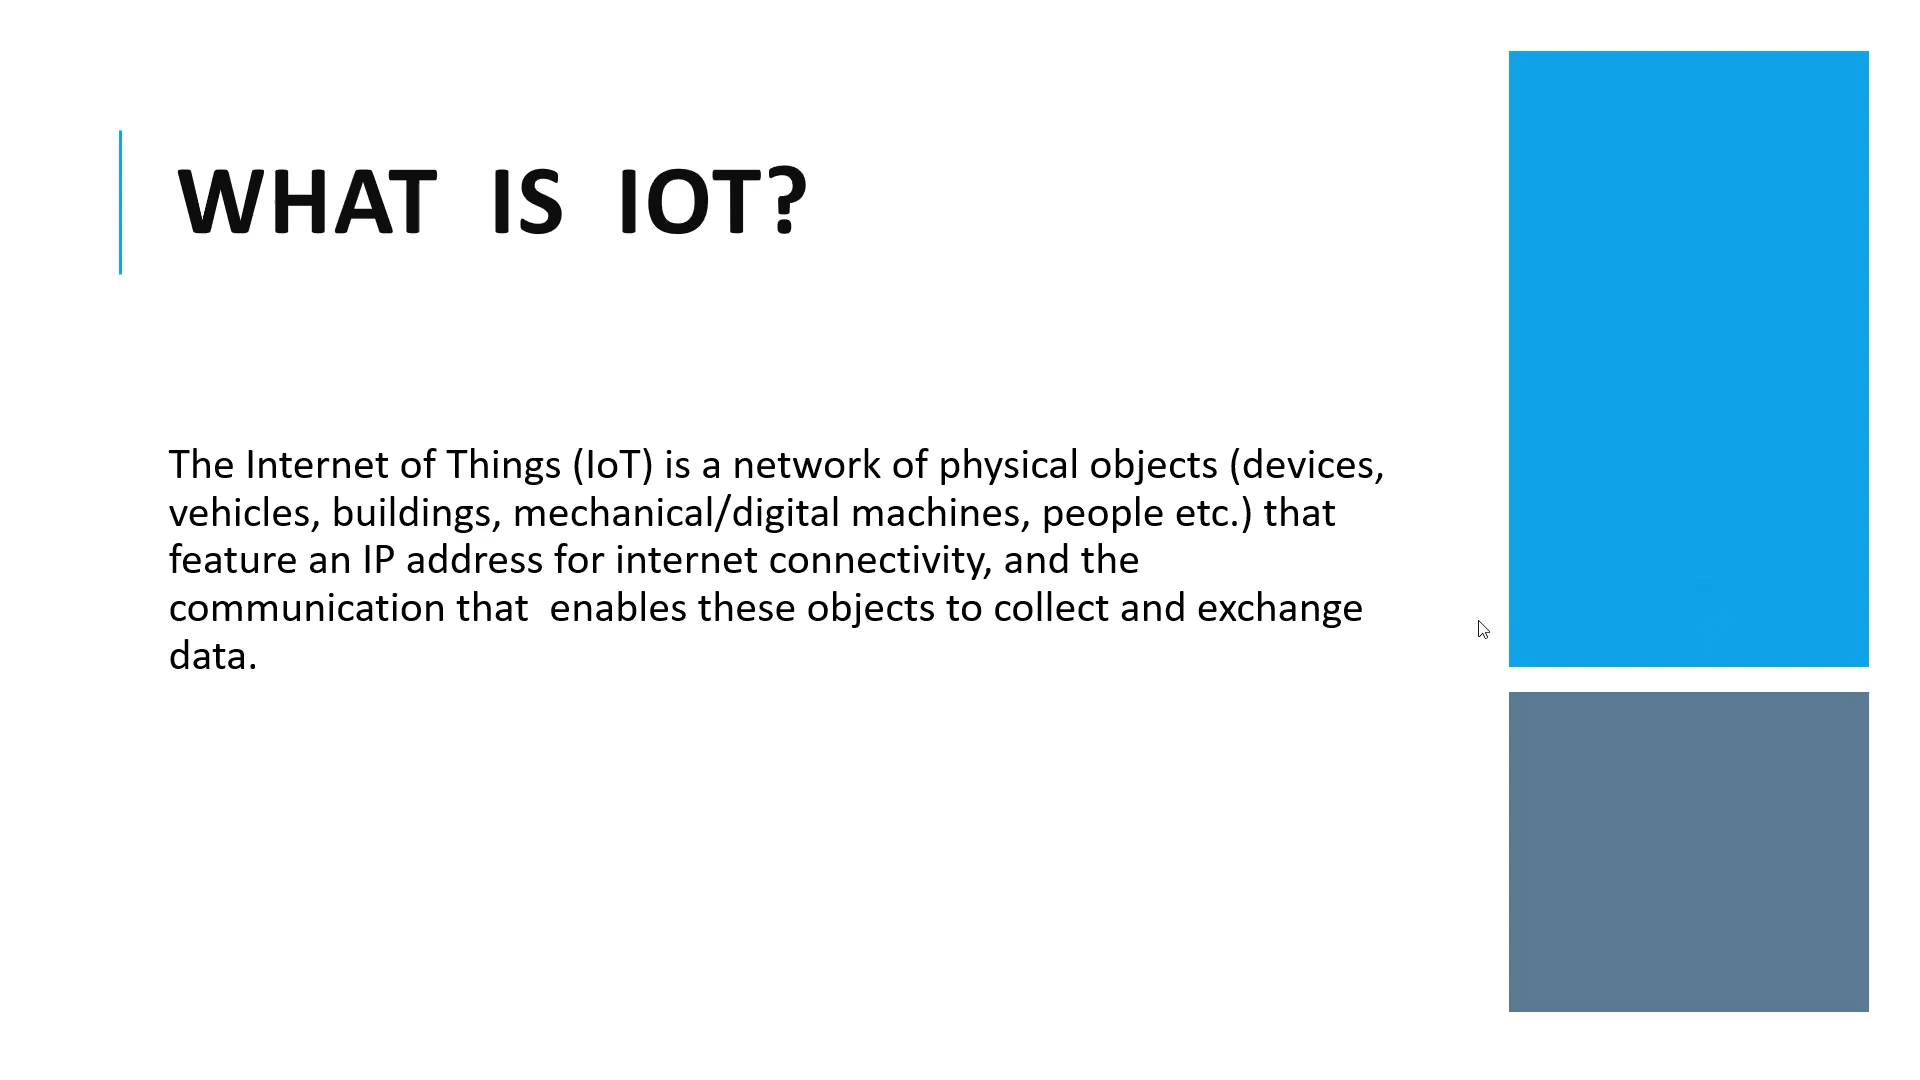 WHAT IS IOT?
The Internet of Things (IoT) is a network of physical objects (devices,
vehicles, buildings, mechanical/digital machines, people etc.) that
feature an IP address for internet connectivity, and the
communication that  enables these objects to collect and exchange
data.